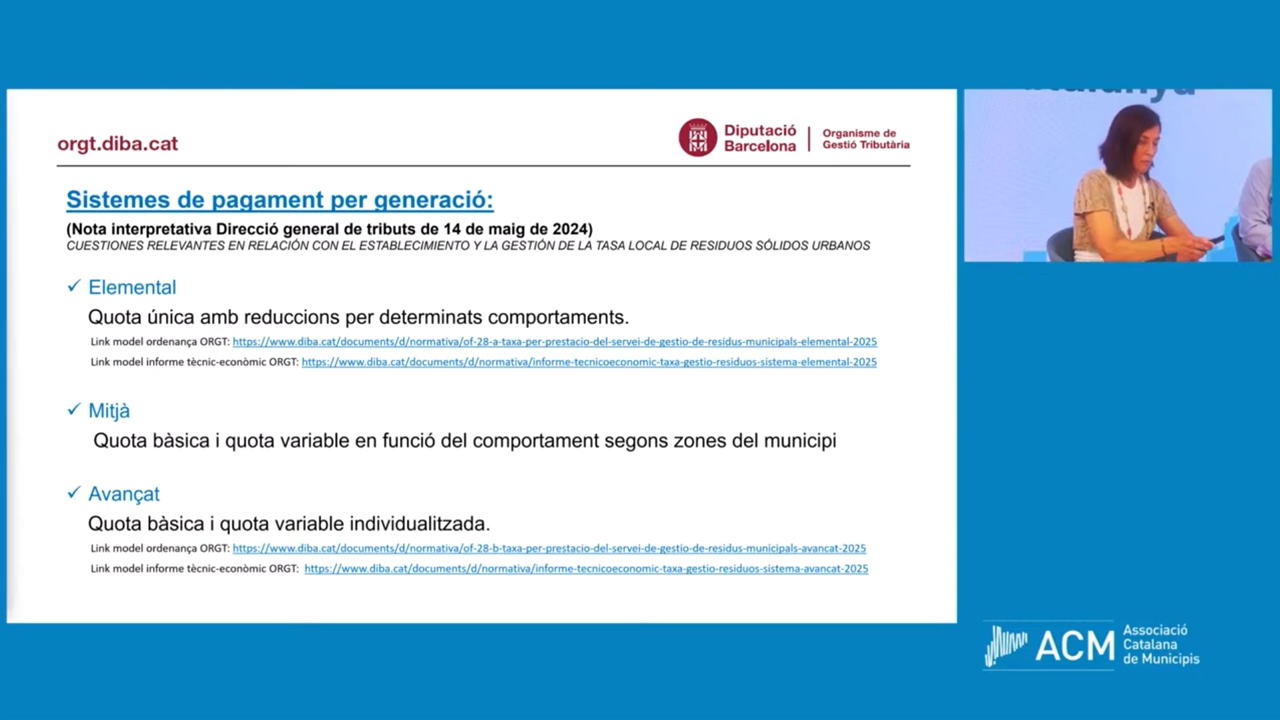 orgt.diba.cat
Diputació
Barcelona
Organisme de
Gestió Tributària
Sistemes de pagament per generació:
(Nota interpretativa Direcció general de tributs de 14 de maig de 2024)
CUESTIONES RELEVANTES EN RELACIÓN CON EL ESTABLECIMIENTO Y LA GESTIÓN DE LA TASA LOCAL DE RESIDUOS SÓLIDOS URBANOS
✓ Elemental
Quota única amb reduccions per determinats comportaments.
Link model ordenança ORGT: https://www.diba.cat/documents/d/normativa/of-28-a-taxa-per-prestacio-del-servei-de-gestio-de-residus-municipals-elemental-2025
Link model informe tècnic-econòmic ORGT: https://www.diba.cat/documents/d/normativa/informe-tecnicoeconomic-taxa-gestio-residuos-sistema-elemental-2025
✓ Mitjà
Quota bàsica i quota variable en funció del comportament segons zones del municipi
✓ Avançat
Quota bàsica i quota variable individualitzada.
Link model ordenança ORGT: https://www.diba.cat/documents/d/normativa/of-28-b-taxa-per-prestacio-del-servei-de-gestio-de-residus-municipals-avancat-2025
Link model informe tècnic-econòmic ORGT: https://www.diba.cat/documents/d/normativa/informe-tecnicoeconomic-taxa-gestio-residuos-sistema-avancat-2025
ACM
Associació
Catalana
de Municipis